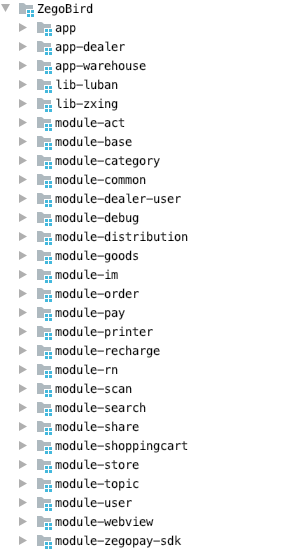 ZegoBird
app
app-dealer
app-warehouse
lib-luban
lib-zxing
module-act
module-base
module-category
module-common
module-dealer-user
module-debug
module-distribution
module-goods
module-im
module-order
module-pay
module-printer
module-recharge
module-rn
module-scan
module-search
module-share
module-shoppingcart
module-store
module-topic
module-user
module-webview
module-zegopay-sdk